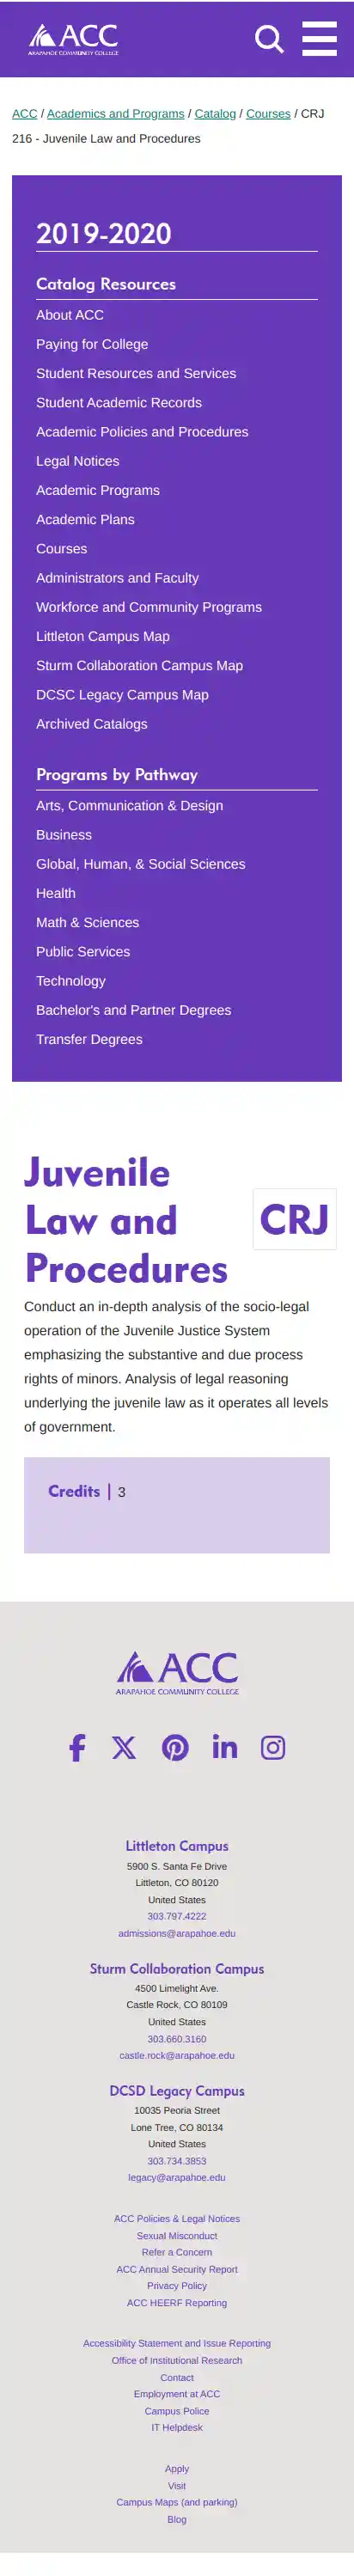 ACC
ARAPAHOE COMMUNITY COLLEGE
ACC / Academics and Programs / Catalog / Courses / CRJ
216 - Juvenile Law and Procedures
2019-2020
Catalog Resources
About ACC
Paying for College
Student Resources and Services
Student Academic Records
Academic Policies and Procedures
Legal Notices
Academic Programs
Academic Plans
Courses
Administrators and Faculty
Workforce and Community Programs
Littleton Campus Map
Sturm Collaboration Campus Map
DCSC Legacy Campus Map
Archived Catalogs
Programs by Pathway
Arts, Communication & Design
Business
Global, Human, & Social Sciences
Health
Math & Sciences
Public Services
Technology
Bachelor's and Partner Degrees
Transfer Degrees
Juvenile
Law and
Procedures
CRJ
Conduct an in-depth analysis of the socio-legal
operation of the Juvenile Justice System
emphasizing the substantive and due process
rights of minors. Analysis of legal reasoning
underlying the juvenile law as it operates all levels
of government.
Credits | 3
ACC
ARAPAHOE COMMUNITY COLLEGE
Littleton Campus
5900 S. Santa Fe Drive
Littleton, CO 80120
United States
303.797.4222
admissions@arapahoe.edu
Sturm Collaboration Campus
4500 Limelight Ave.
Castle Rock, CO 80109
United States
303.660.3160
castle.rock@arapahoe.edu
DCSD Legacy Campus
10035 Peoria Street
Lone Tree, CO 80134
United States
303.734.3853
legacy@arapahoe.edu
ACC Policies & Legal Notices
Sexual Misconduct
Refer a Concern
ACC Annual Security Report
Privacy Policy
ACC HEERF Reporting
Accessibility Statement and Issue Reporting
Office of Institutional Research
Contact
Employment at ACC
Campus Police
IT Helpdesk
Apply
Visit
Campus Maps (and parking)
Blog